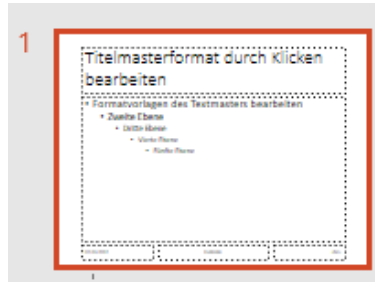 1
Titelmasterformat durch Klicken
bearbeiten
• Formatvorlagen des Textmasters bearbeiten
• Zweite Ebene
• Dritte Ebene
• Vierte Ebene
• Fünfte Ebene